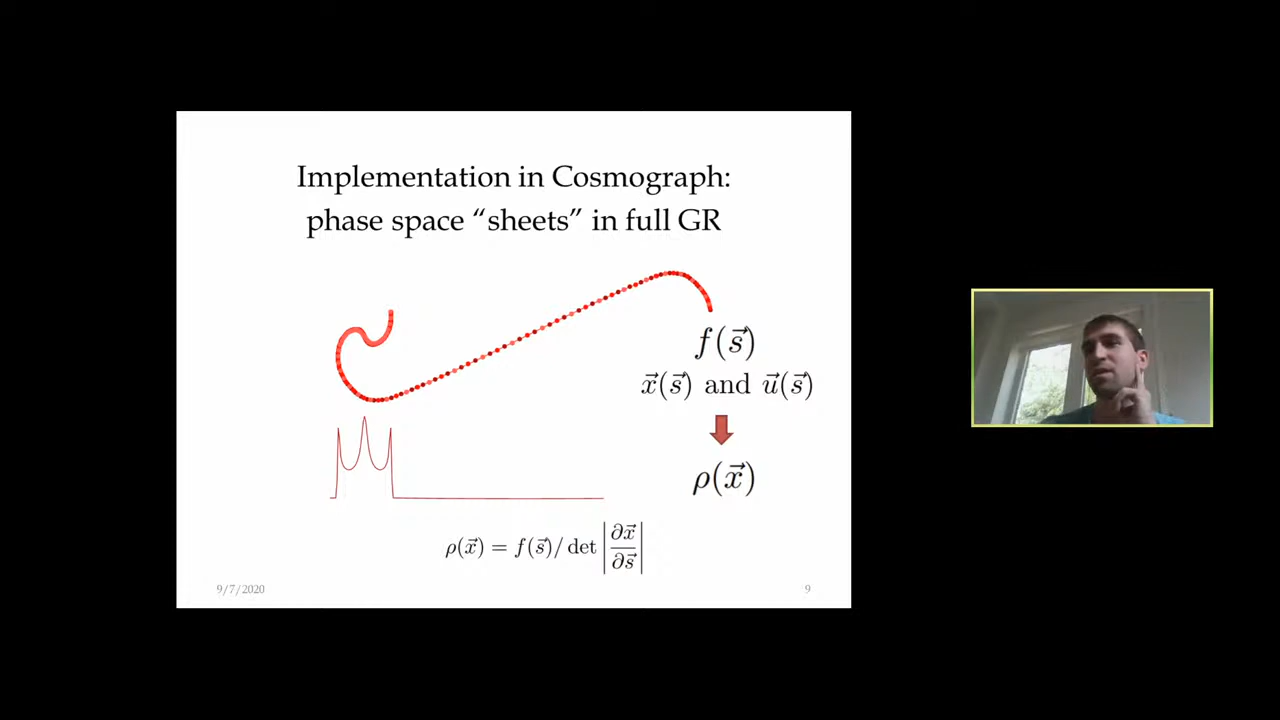 Implementation in Cosmograph:
phase space “sheets” in full GR
f(s⃗)
x⃗(s⃗) and u⃗(s⃗)
ρ(x⃗)
ρ(x⃗) = f(s⃗)/ det |∂x⃗/∂s⃗|
9/7/2020
9